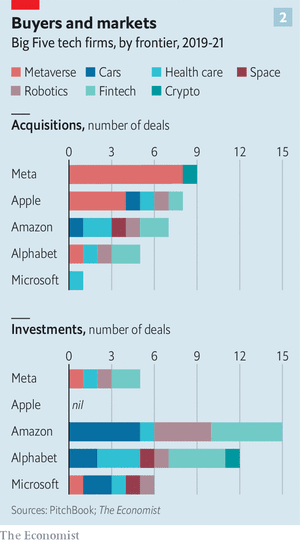 2
Buyers and markets
Big Five tech firms, by frontier, 2019-21
Metaverse Cars Health care Space
Robotics Fintech Crypto
Acquisitions, number of deals
0 3 6 9 12 15
Meta
Apple
Amazon
Alphabet
Microsoft
Investments, number of deals
0 3 6 9 12 15
Meta
Apple nil
Amazon
Alphabet
Microsoft
Sources: PitchBook; The Economist
The Economist